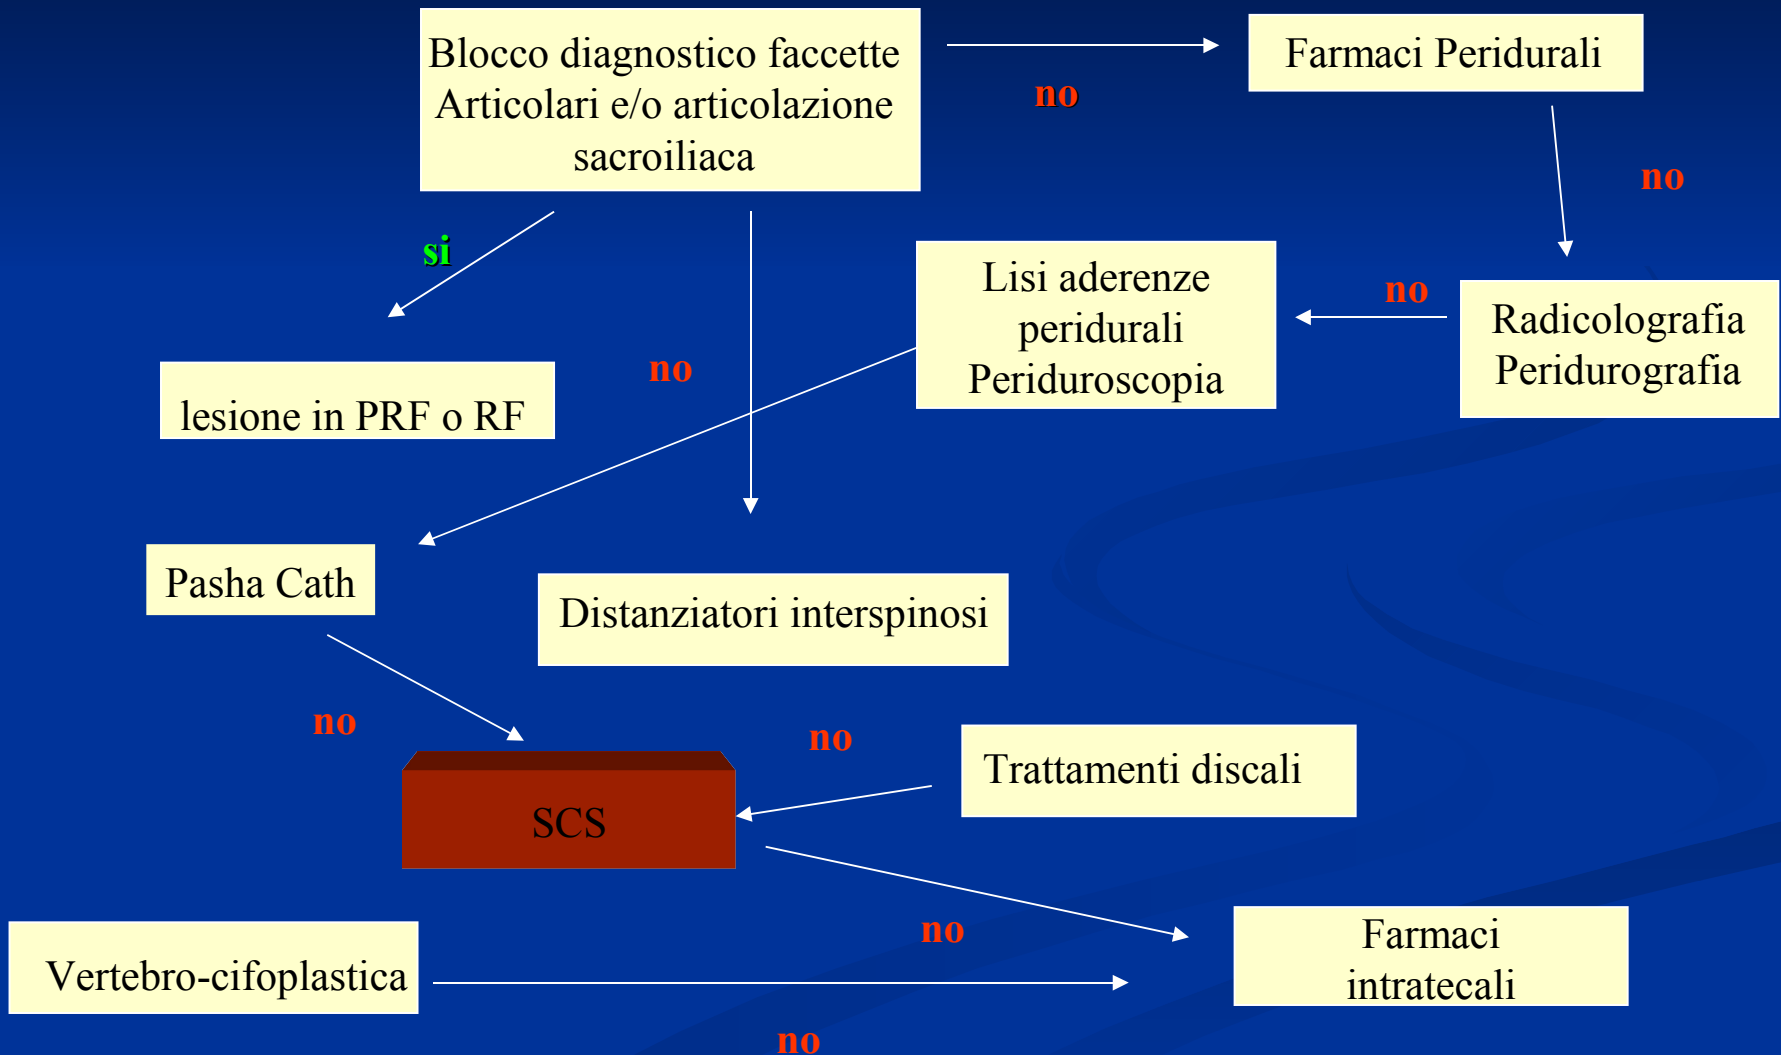 Blocco diagnostico faccette
Articolari e/o articolazione
sacroiliaca
Farmaci Peridurali
no
no
si
Lisi aderenze
peridurali
Periduroscopia
no
Radicolografia
Peridurografia
no
lesione in PRF o RF
Pasha Cath
Distanziatori interspinosi
no
no
Trattamenti discali
SCS
Vertebro-cifoplastica
no
Farmaci
intratecali
no